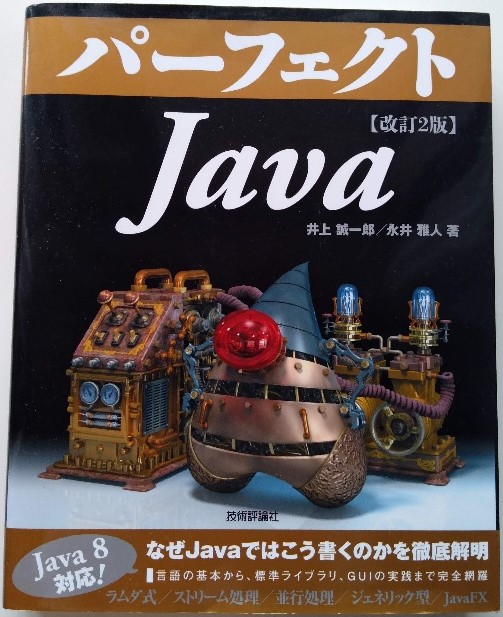 パーフェクト
Java
【改訂2版】
井上 誠一郎／永井 雅人 著
技術評論社
Java 8
対応!
なぜJavaではこう書くのかを徹底解明
言語の基本から、標準ライブラリ、GUIの実践まで完全網羅
ラムダ式／ストリーム処理／並行処理／ジェネリック型／JavaFX